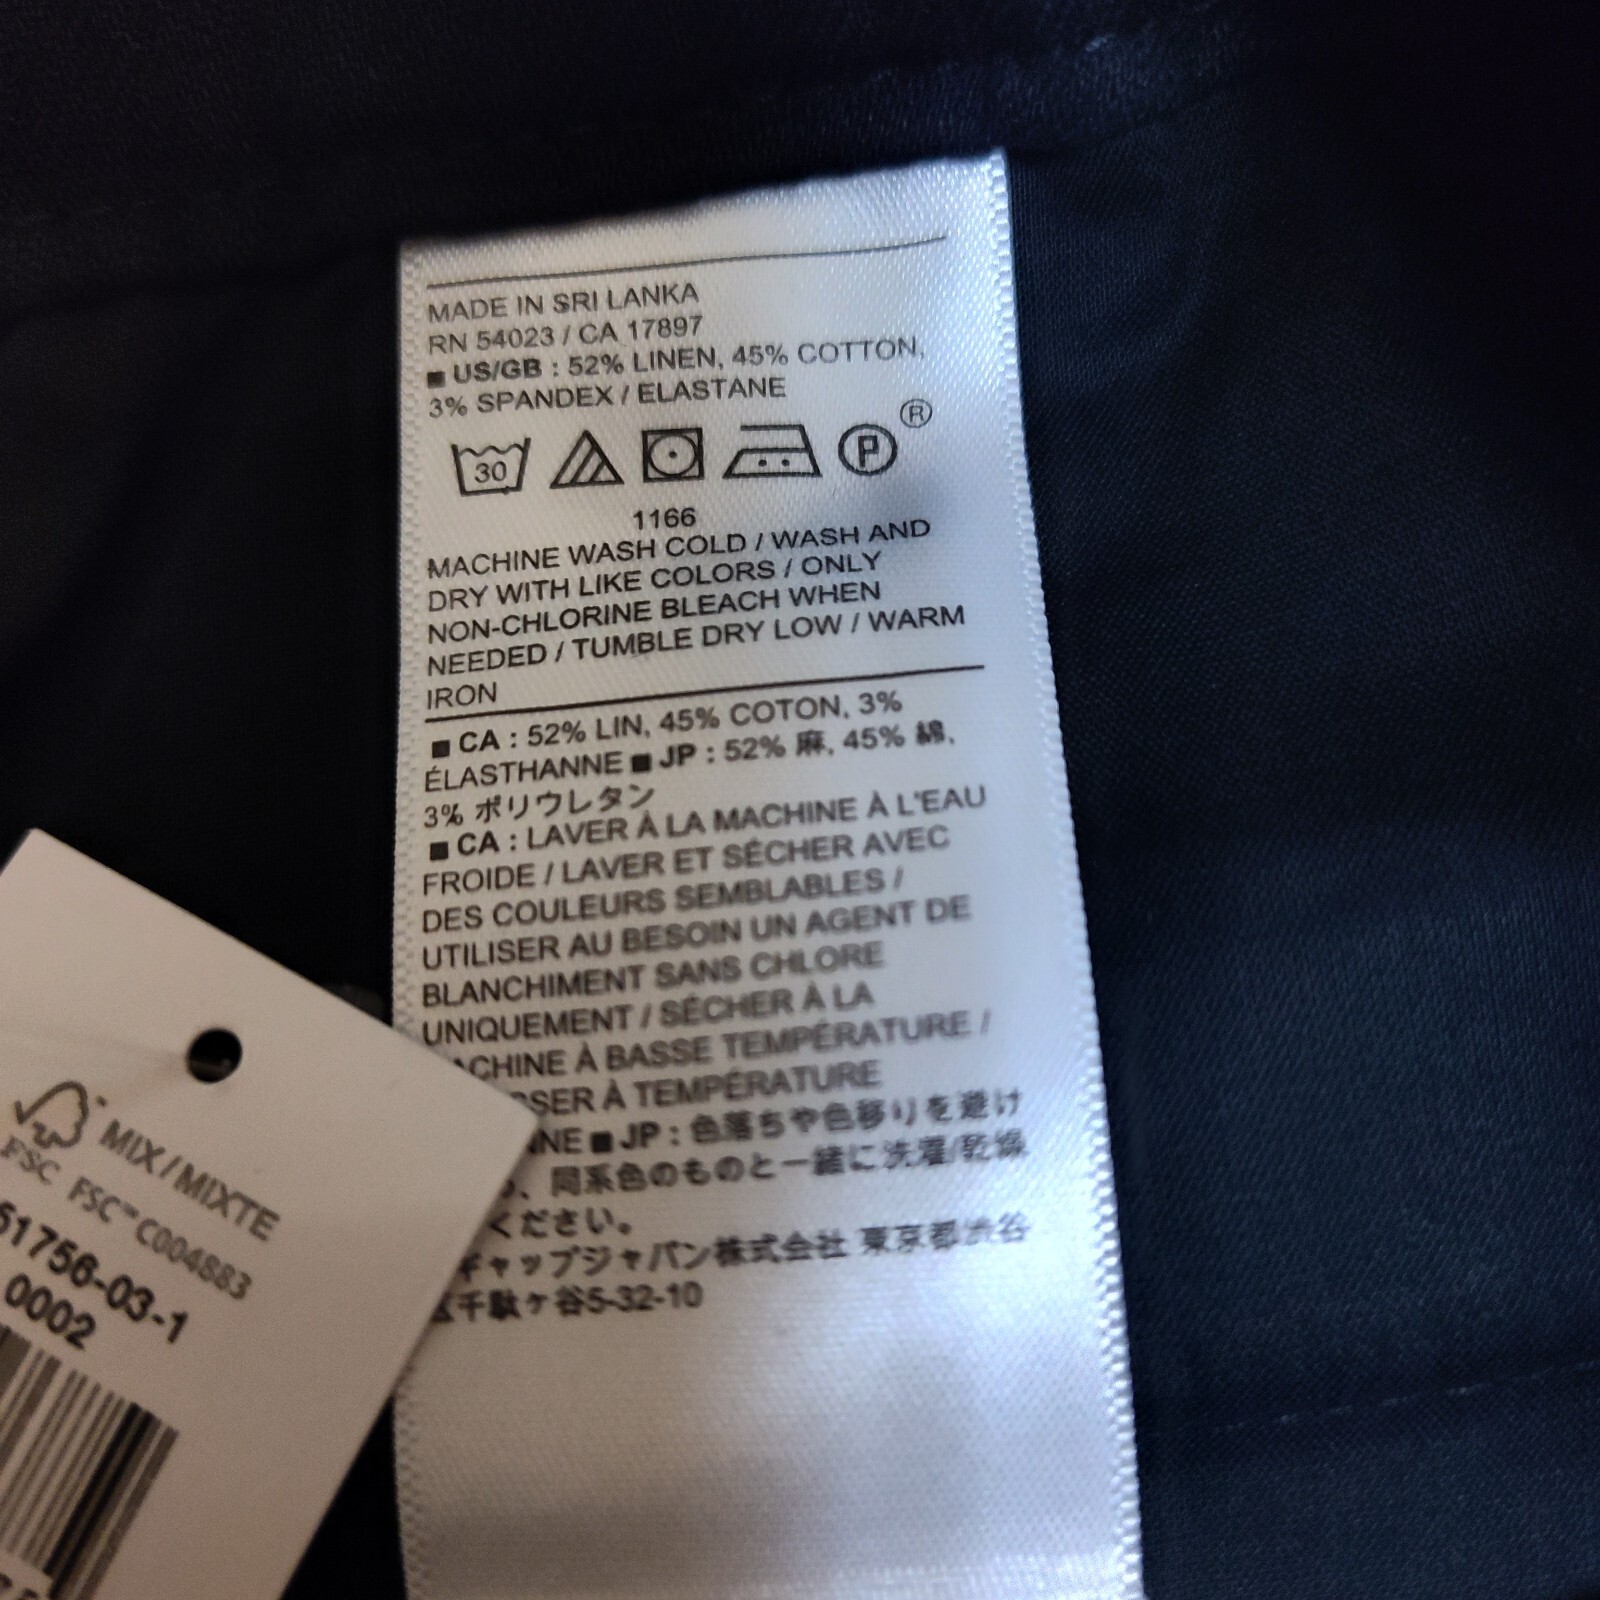 MADE IN SRI LANKA
RN 54023 / CA 17897
■ US/GB : 52% LINEN, 45% COTTON,
3% SPANDEX / ELASTANE
30
P
®
1166
MACHINE WASH COLD / WASH AND
DRY WITH LIKE COLORS / ONLY
NON-CHLORINE BLEACH WHEN
NEEDED / TUMBLE DRY LOW / WARM
IRON
■ CA : 52% LIN, 45% COTON, 3%
ÉLASTHANNE ■ JP : 52% 麻, 45% 綿,
3% ポリウレタン
■ CA : LAVER À LA MACHINE À L'EAU
FROIDE / LAVER ET SÉCHER AVEC
DES COULEURS SEMBLABLES /
UTILISER AU BESOIN UN AGENT DE
BLANCHIMENT SANS CHLORE
UNIQUEMENT / SÉCHER À LA
ACHINE À BASSE TEMPÉRATURE /
SSER À TEMPÉRATURE
NNE ■ JP : 色落ちや色移りを避け
、同系色のものと一緒に洗濯/乾燥
ください。
ギャップジャパン株式会社 東京都渋谷
区千駄ヶ谷5-32-10
MIX/MIXTE
FSC FSC™ C004883
51756-03-1
0002